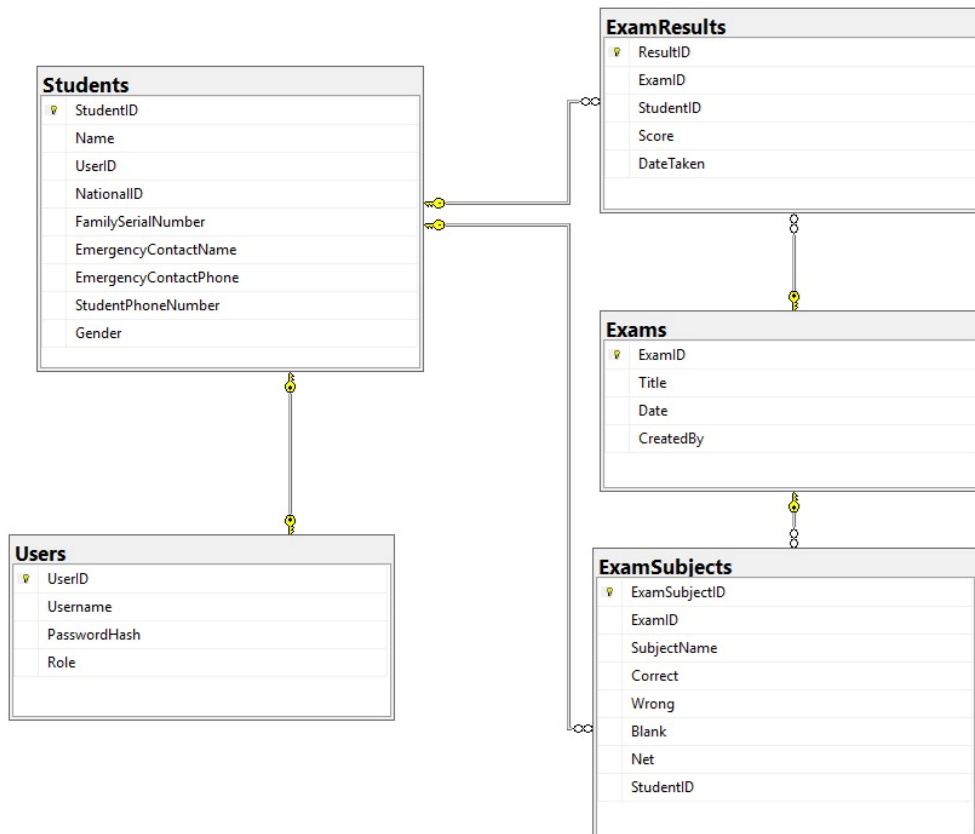 Students
StudentID
Name
UserID
NationalID
FamilySerialNumber
EmergencyContactName
EmergencyContactPhone
StudentPhoneNumber
Gender
Users
UserID
Username
PasswordHash
Role
ExamResults
ResultID
ExamID
StudentID
Score
DateTaken
Exams
ExamID
Title
Date
CreatedBy
ExamSubjects
ExamSubjectID
ExamID
SubjectName
Correct
Wrong
Blank
Net
StudentID